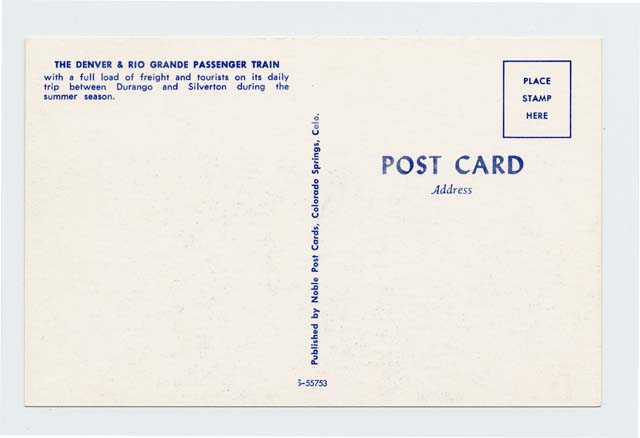 THE DENVER & RIO GRANDE PASSENGER TRAIN
with a full load of freight and tourists on its daily
trip between Durango and Silverton during the
summer season.
Published by Noble Post Cards, Colorado Springs, Colo.
S-55753
PLACE
STAMP
HERE
POST CARD
Address